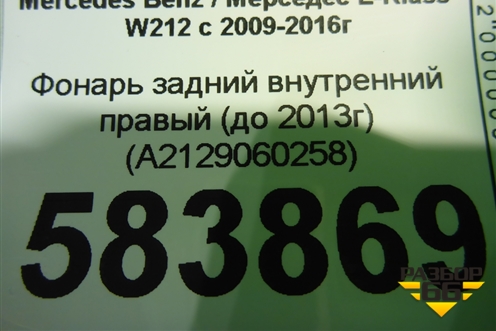 Mercedes Benz / Мерседес E-Klass
W212 с 2009-2016г
Фонарь задний внутренний
правый (до 2013г)
(A2129060258)
583869
РАЗБОР
66